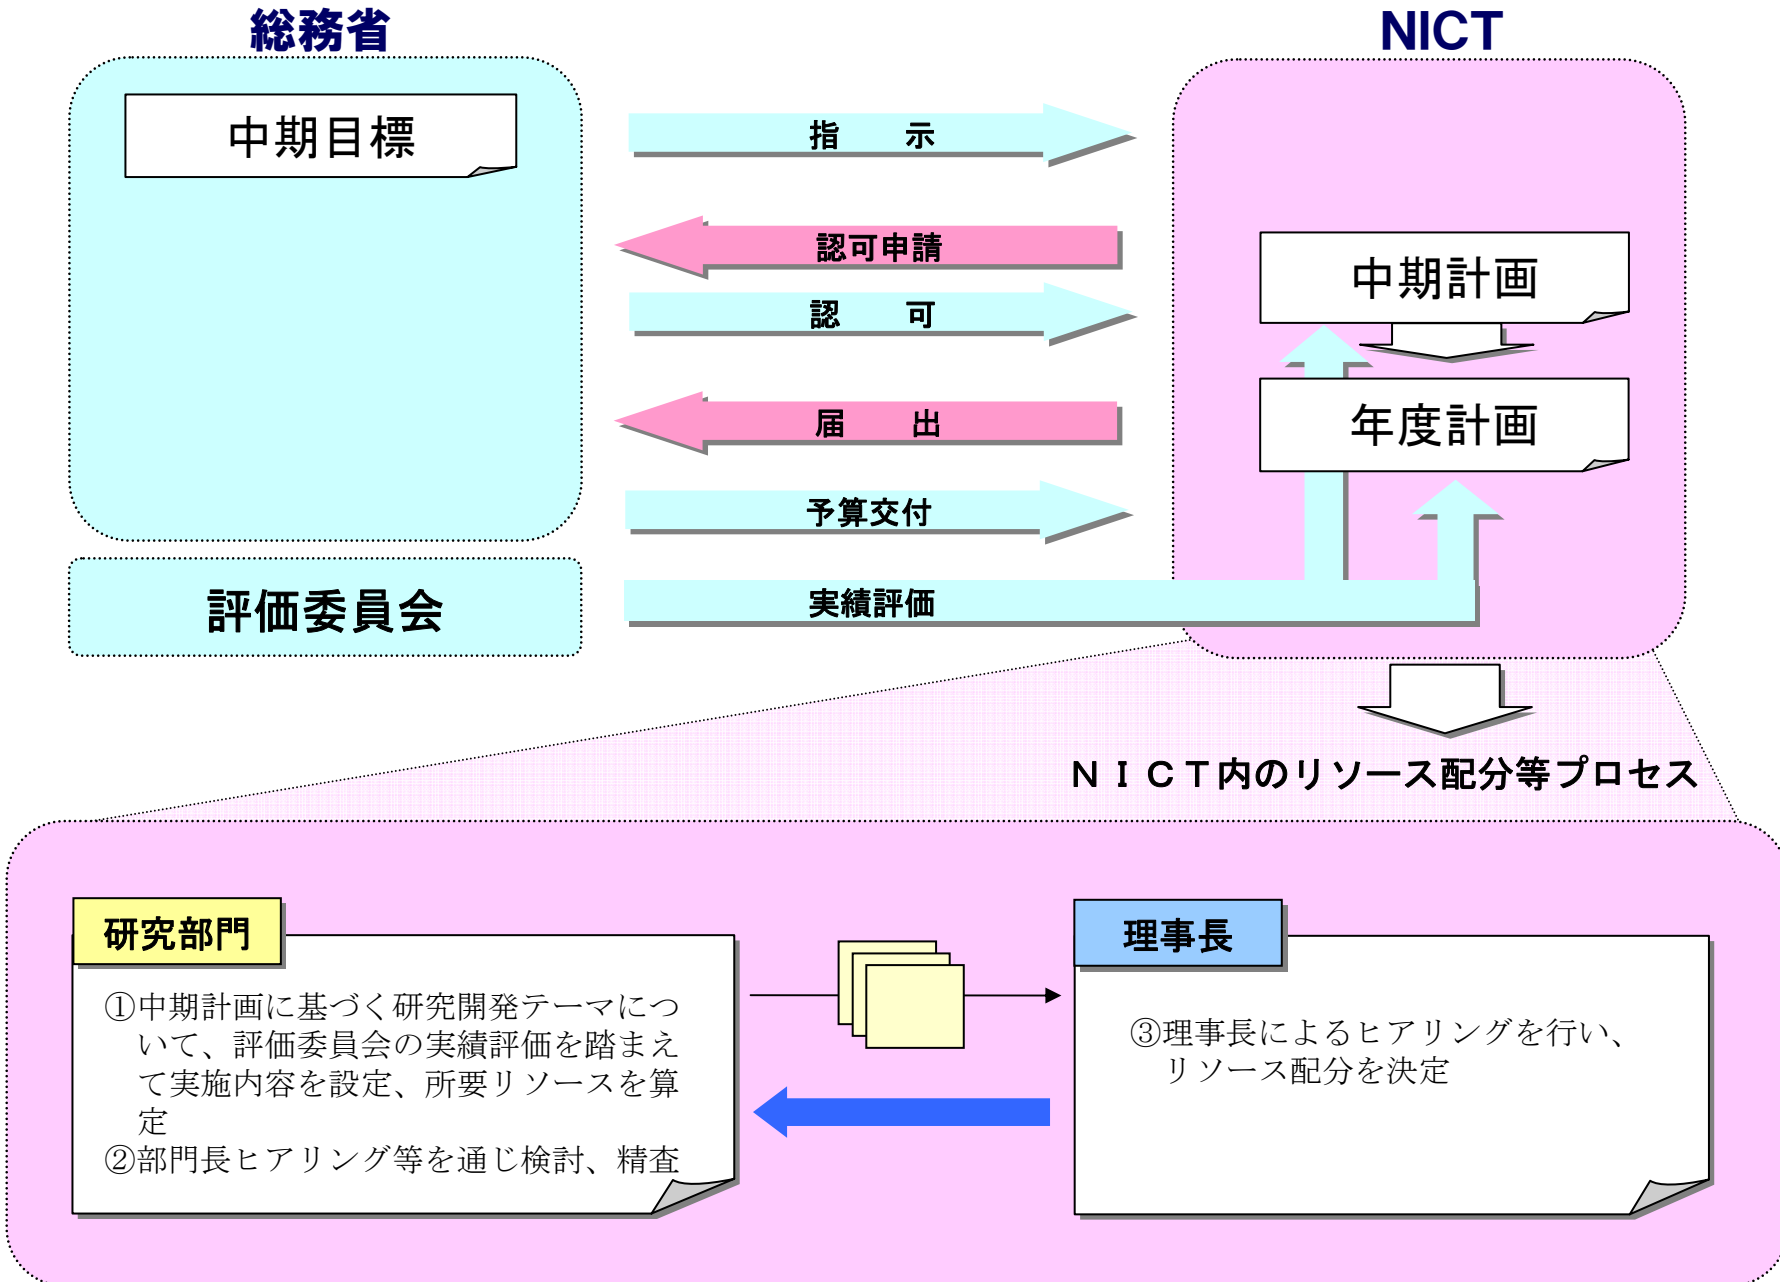 総務省
NICT
中期目標
指 示
認可申請
中期計画
認 可
届 出
年度計画
予算交付
実績評価
評価委員会
ＮＩＣＴ内のリソース配分等プロセス
研究部門
①中期計画に基づく研究開発テーマにつ
いて、評価委員会の実績評価を踏まえ
て実施内容を設定、所要リソースを算
定
②部門長ヒアリング等を通じ検討、精査
理事長
③理事長によるヒアリングを行い、
リソース配分を決定